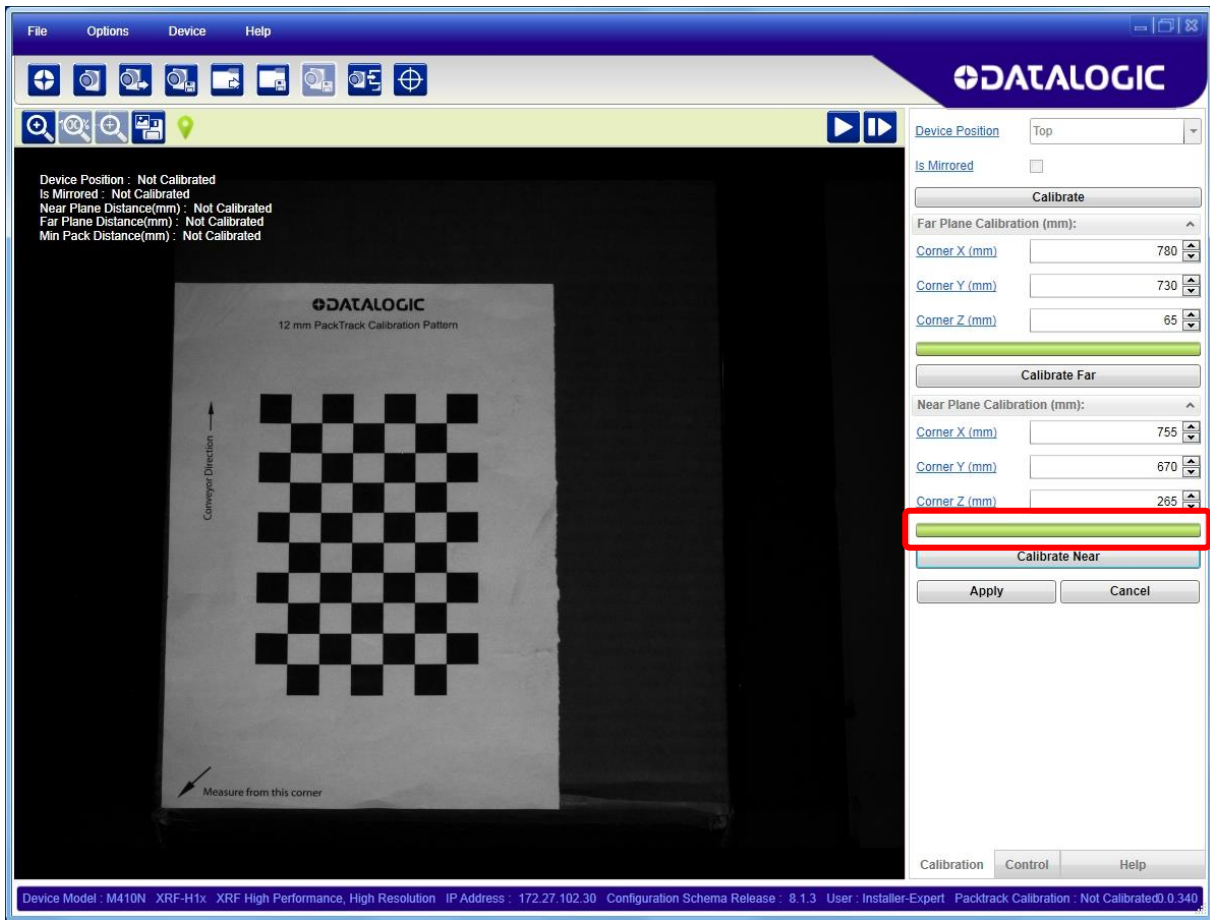 File Options Device Help
DATALOGIC
100%
Device Position Top
Is Mirrored
Calibrate
Far Plane Calibration (mm):
Corner X (mm) 780
Corner Y (mm) 730
Corner Z (mm) 65
Calibrate Far
Near Plane Calibration (mm):
Corner X (mm) 755
Corner Y (mm) 670
Corner Z (mm) 265
Calibrate Near
Apply Cancel
Device Position : Not Calibrated
Is Mirrored : Not Calibrated
Near Plane Distance(mm) : Not Calibrated
Far Plane Distance(mm) : Not Calibrated
Min Pack Distance(mm) : Not Calibrated
DATALOGIC
12 mm PackTrack Calibration Pattern
Conveyor Direction
Measure from this corner
Calibration Control Help
Device Model : M410N XRF-H1x XRF High Performance, High Resolution IP Address : 172.27.102.30 Configuration Schema Release : 8.1.3 User : Installer-Expert Packtrack Calibration : Not Calibrated0.0.340